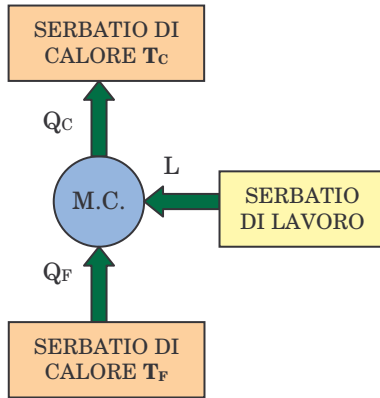 SERBATIO DI
CALORE Tc
Qc
L
M.C.
SERBATIO
DI LAVORO
QF
SERBATIO DI
CALORE TF